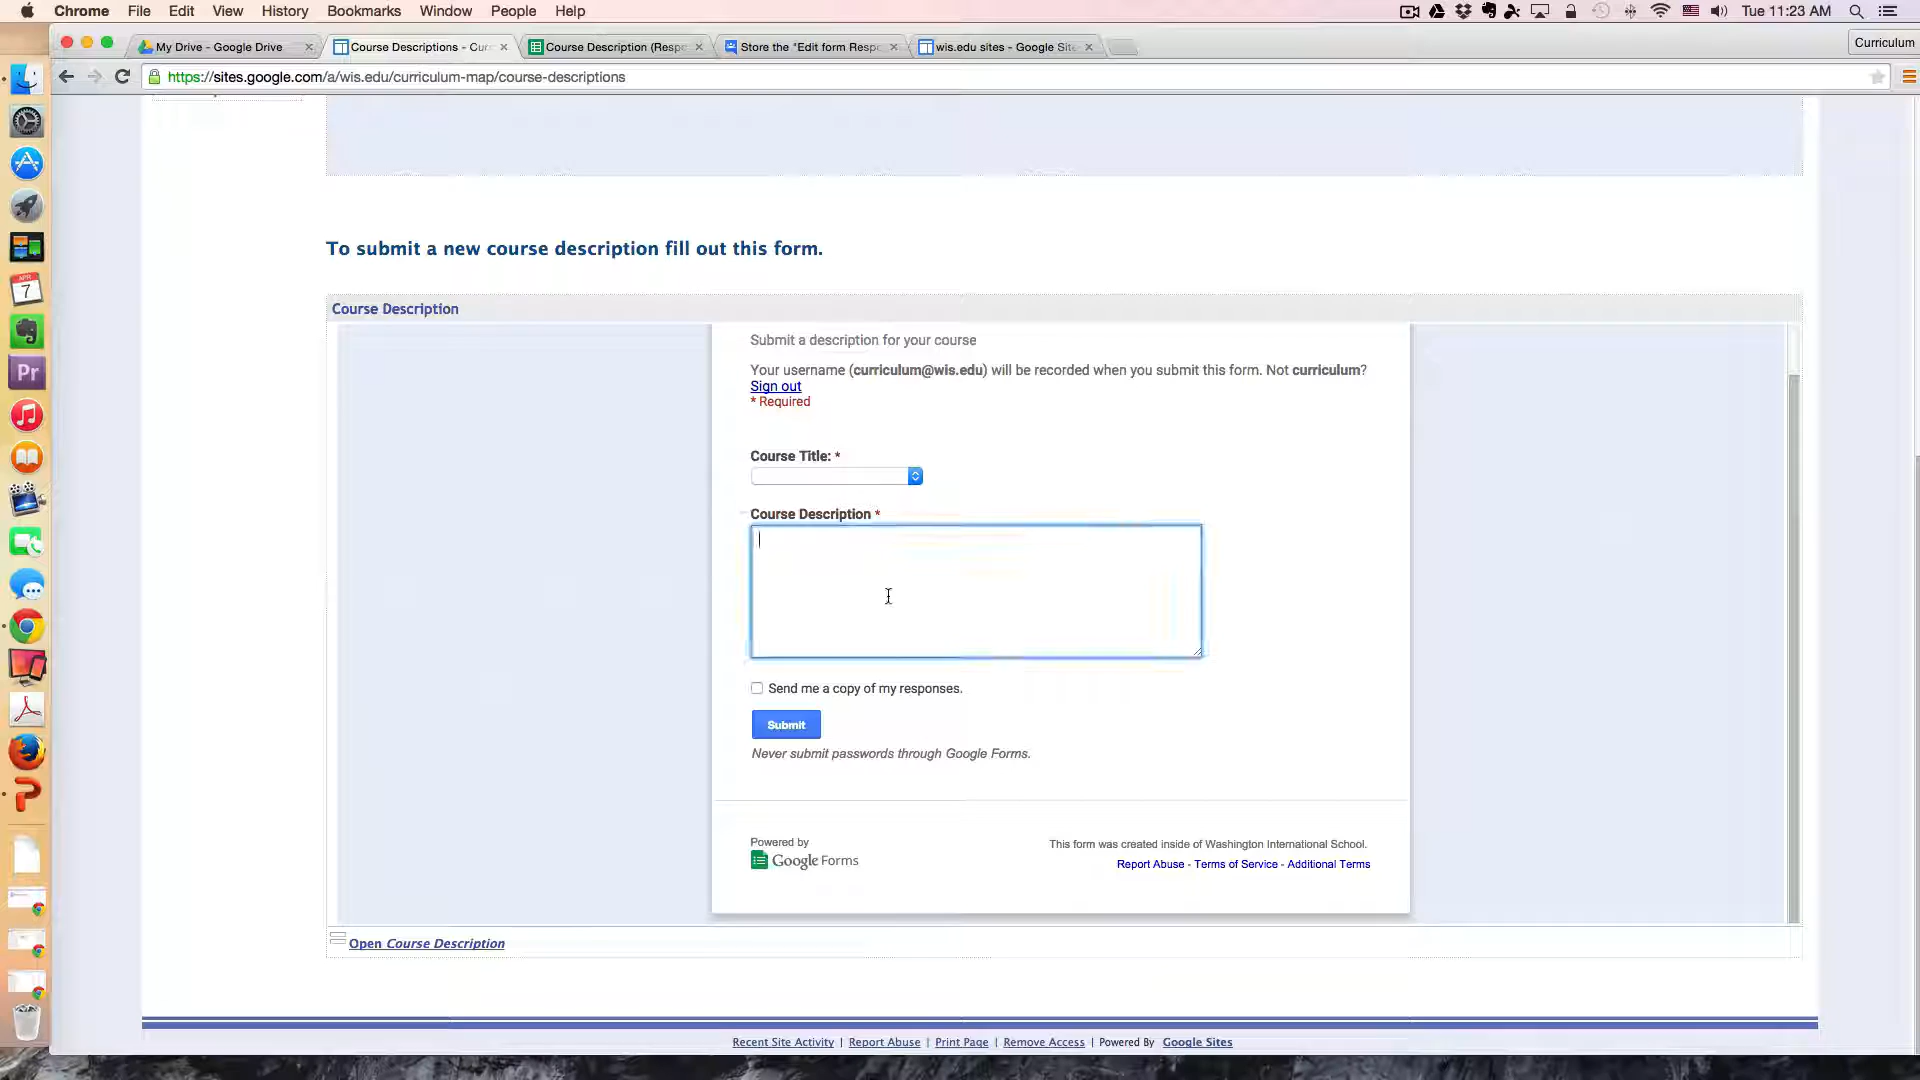 Chrome File Edit View History Bookmarks Window People Help Tue 11:23 AM
My Drive - Google Drive Course Descriptions - Cur Course Description (Respo Store the "Edit form Respo wis.edu sites - Google Site Curriculum
https://sites.google.com/a/wis.edu/curriculum-map/course-descriptions
To submit a new course description fill out this form.
Course Description
Submit a description for your course
Your username (curriculum@wis.edu) will be recorded when you submit this form. Not curriculum?
Sign out
* Required
Course Title: *
Course Description *
Send me a copy of my responses.
Submit
Never submit passwords through Google Forms.
Powered by
Google Forms
This form was created inside of Washington International School.
Report Abuse - Terms of Service - Additional Terms
Open Course Description
Recent Site Activity | Report Abuse | Print Page | Remove Access | Powered By Google Sites
APR
7
Pr